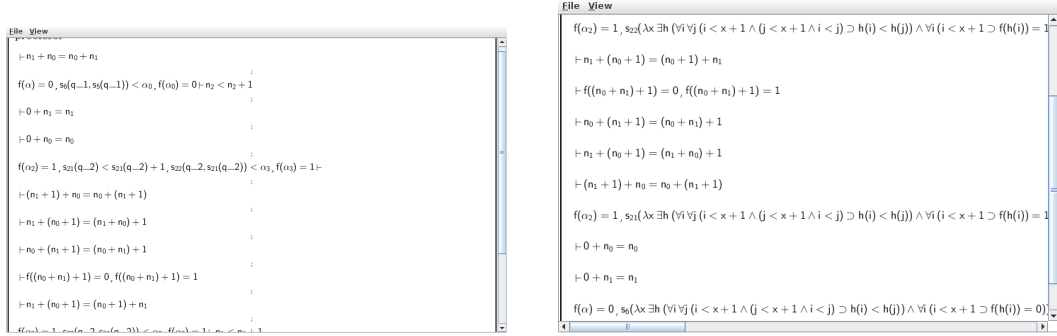 File View
⊢n₁ + n₀ = n₀ + n₁
;
f(α) = 0 , s₆(q_1, s₅(q_1)) < α₀ , f(α₀) = 0⊢n₂ < n₂ + 1
;
⊢0 + n₁ = n₁
;
⊢0 + n₀ = n₀
;
f(α₂) = 1 , s₂₁(q_2) < s₂₁(q_2) + 1 , s₂₂(q_2, s₂₁(q_2)) < α₃ , f(α₃) = 1⊢
;
⊢(n₁ + 1) + n₀ = n₀ + (n₁ + 1)
;
⊢n₁ + (n₀ + 1) = (n₁ + n₀) + 1
;
⊢n₀ + (n₁ + 1) = (n₀ + n₁) + 1
;
⊢f((n₀ + n₁) + 1) = 0 , f((n₀ + n₁) + 1) = 1
;
⊢n₁ + (n₀ + 1) = (n₀ + 1) + n₁
;
File View
f(α₂) = 1 , s₂₂(λx ∃h (∀i ∀j (i < x + 1 ∧ (j < x + 1 ∧ i < j) ⊃ h(i) < h(j)) ∧ ∀i (i < x + 1 ⊃ f(h(i)) = 1
⊢n₁ + (n₀ + 1) = (n₀ + 1) + n₁
⊢f((n₀ + n₁) + 1) = 0 , f((n₀ + n₁) + 1) = 1
⊢n₀ + (n₁ + 1) = (n₀ + n₁) + 1
⊢n₁ + (n₀ + 1) = (n₁ + n₀) + 1
⊢(n₁ + 1) + n₀ = n₀ + (n₁ + 1)
f(α₂) = 1 , s₂₁(λx ∃h (∀i ∀j (i < x + 1 ∧ (j < x + 1 ∧ i < j) ⊃ h(i) < h(j)) ∧ ∀i (i < x + 1 ⊃ f(h(i)) = 1
⊢0 + n₀ = n₀
⊢0 + n₁ = n₁
f(α) = 0 , s₆(λx ∃h (∀i ∀j (i < x + 1 ∧ (j < x + 1 ∧ i < j) ⊃ h(i) < h(j)) ∧ ∀i (i < x + 1 ⊃ f(h(i)) = 0)